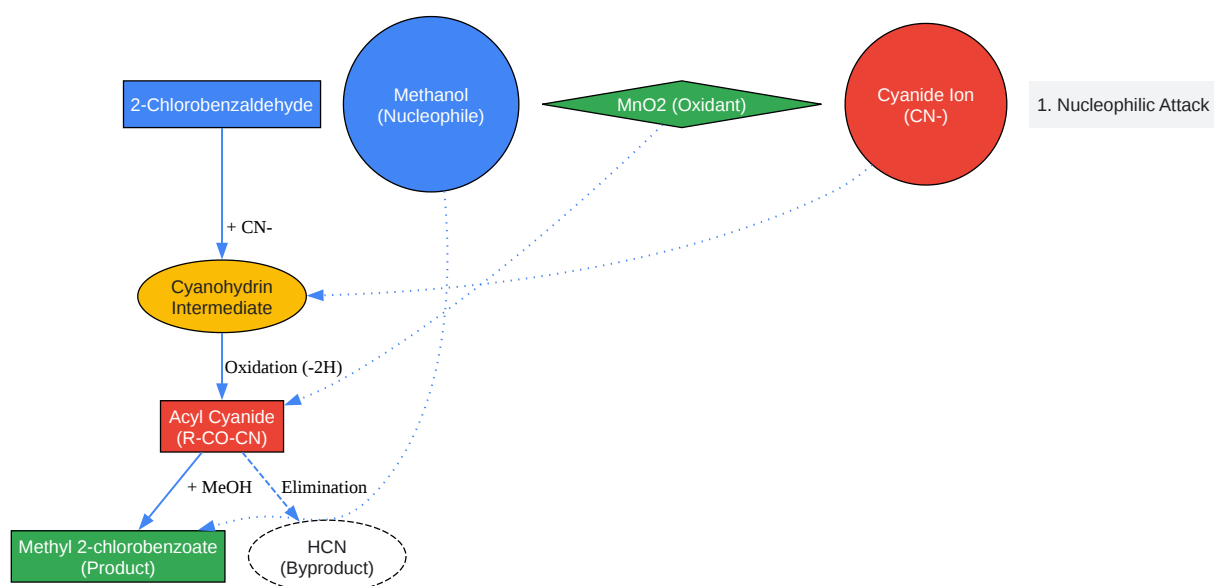 2-Chlorobenzaldehyde
Methanol
(Nucleophile)
MnO2 (Oxidant)
Cyanide Ion
(CN-)
1. Nucleophilic Attack
+ CN-
Cyanohydrin
Intermediate
Oxidation (-2H)
Acyl Cyanide
(R-CO-CN)
+ MeOH
Elimination
Methyl 2-chlorobenzoate
(Product)
HCN
(Byproduct)